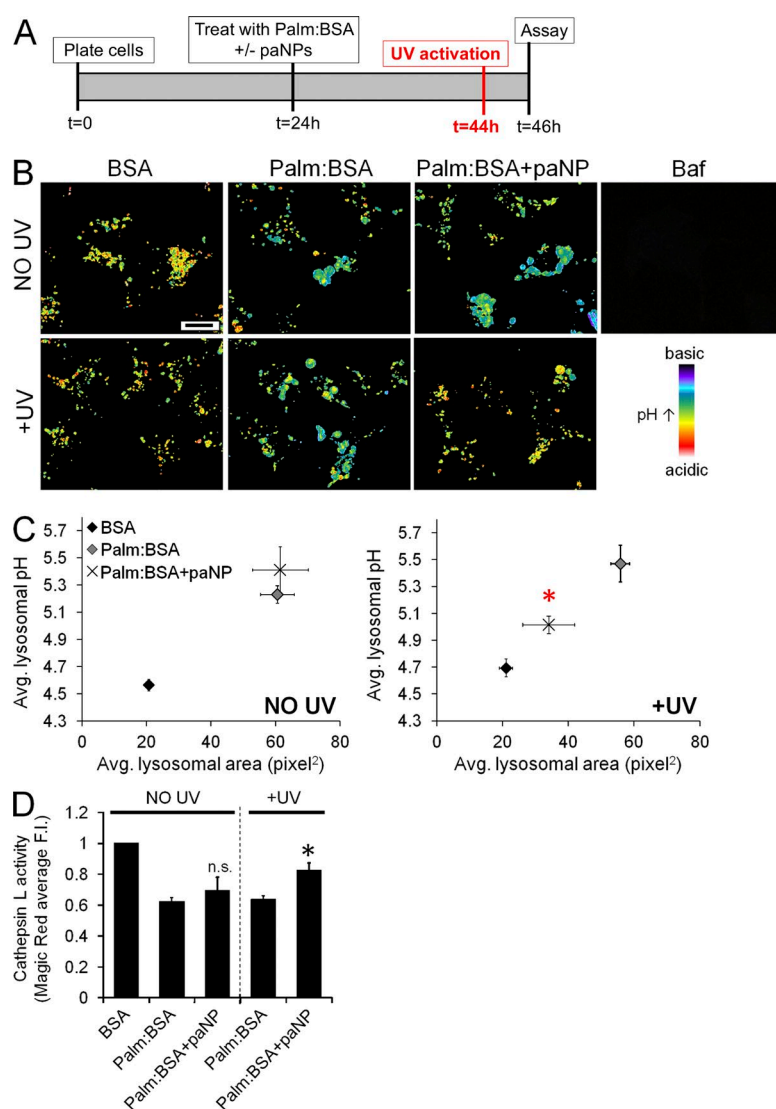 A
Plate cells
Treat with Palm:BSA
+/- paNPs
UV activation
Assay
t=0
t=24h
t=44h
t=46h
B
BSA
Palm:BSA
Palm:BSA+paNP
Baf
NO UV
+UV
basic
pH ↑
acidic
C
BSA
Palm:BSA
Palm:BSA+paNP
Avg. lysosomal pH
5.7
5.5
5.3
5.1
4.9
4.7
4.5
4.3
0
20
40
60
80
NO UV
Avg. lysosomal area (pixel²)
Avg. lysosomal pH
5.7
5.5
5.3
5.1
4.9
4.7
4.5
4.3
*
0
20
40
60
80
+UV
Avg. lysosomal area (pixel²)
D
NO UV
+UV
Cathepsin L activity
(Magic Red average F.I.)
1.2
1
0.8
0.6
0.4
0.2
0
n.s.
*
BSA
Palm:BSA
Palm:BSA+paNP
Palm:BSA
Palm:BSA+paNP